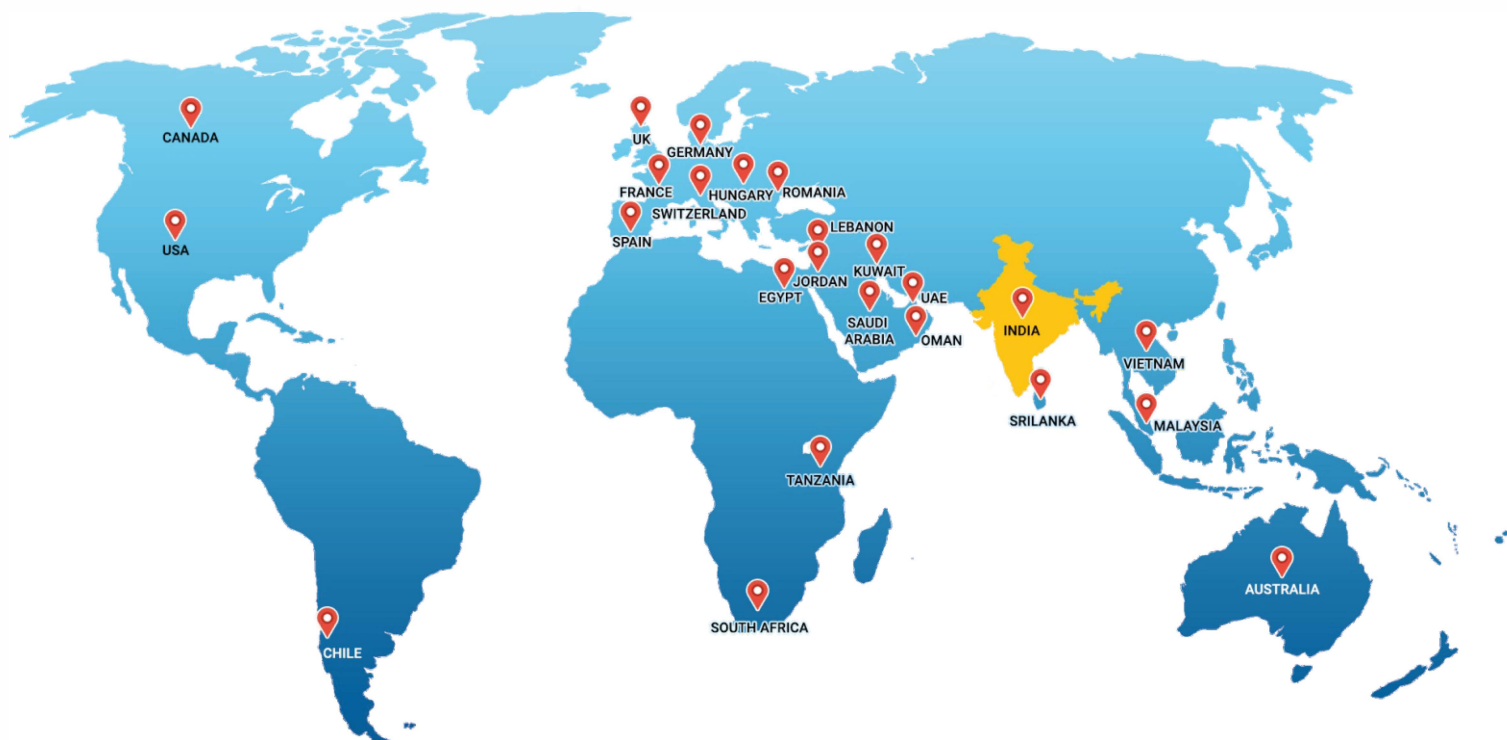 CANADA
UK
GERMANY
FRANCE
HUNGARY
ROMANIA
SWITZERLAND
USA
SPAIN
LEBANON
KUWAIT
JORDAN
EGYPT
UAE
SAUDI
ARABIA
OMAN
INDIA
VIETNAM
SRILANKA
MALAYSIA
TANZANIA
AUSTRALIA
SOUTH AFRICA
CHILE